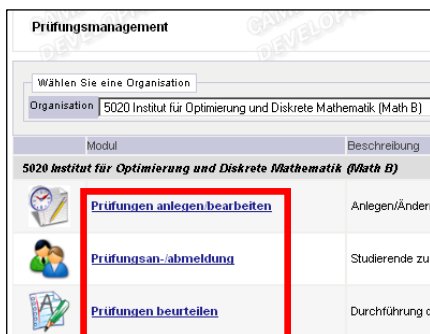 Prüfungsmanagement
Wählen Sie eine Organisation
Organisation 5020 Institut für Optimierung und Diskrete Mathematik (Math B)
Modul Beschreibung
5020 Institut für Optimierung und Diskrete Mathematik (Math B)
Prüfungen anlegen/bearbeiten Anlegen/Änder
Prüfungsan-/abmeldung Studierende zu
Prüfungen beurteilen Durchführung